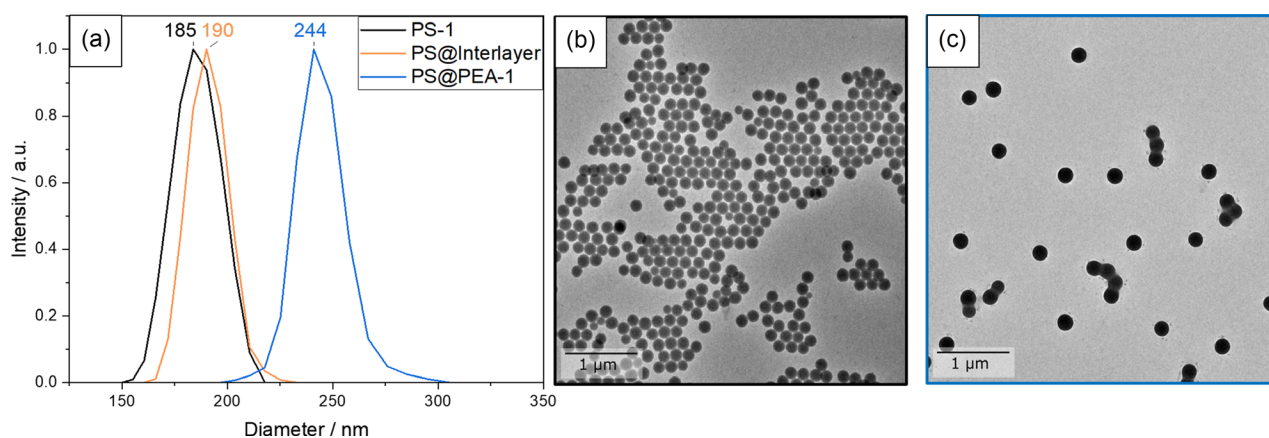 (a)
185 190 244
PS-1
PS@Interlayer
PS@PEA-1
1.0
0.8
0.6
0.4
0.2
0.0
Intensity / a.u.
150 200 250 300 350
Diameter / nm
(b)
1 µm
(c)
1 µm